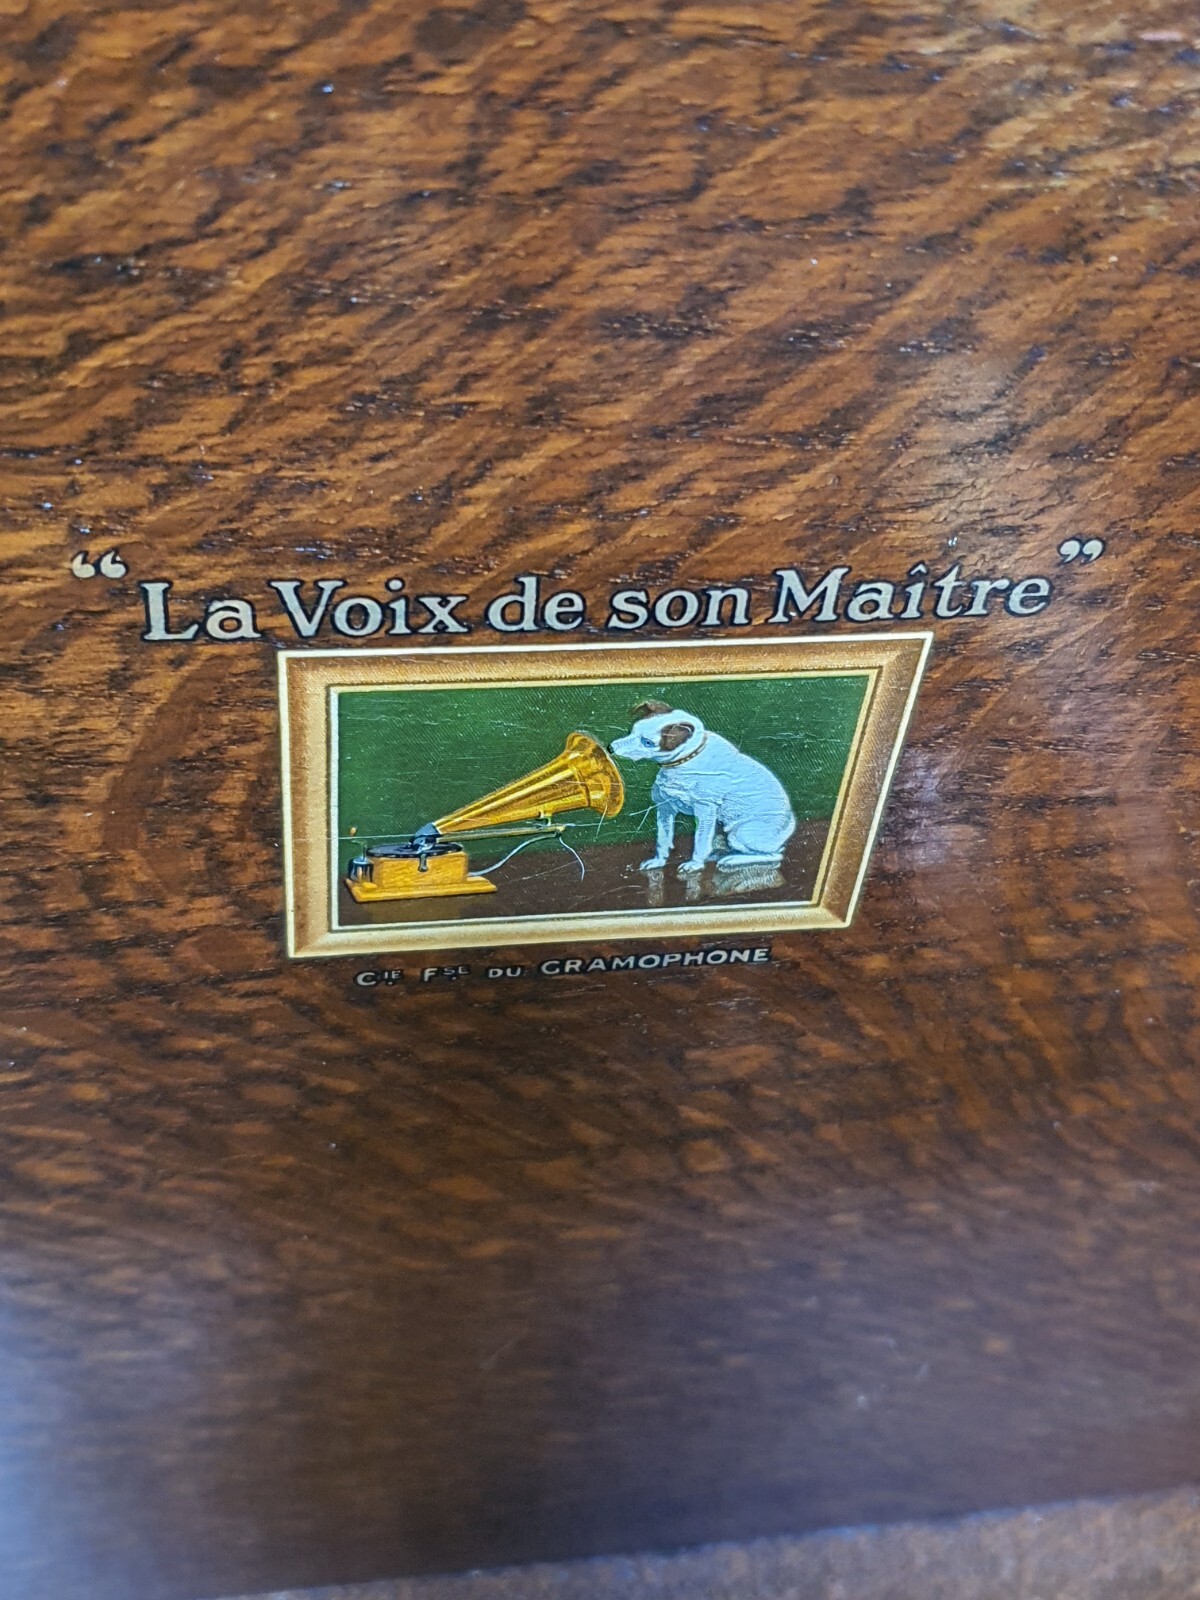 “La Voix de son Maître”
Cie Fse du Gramophone